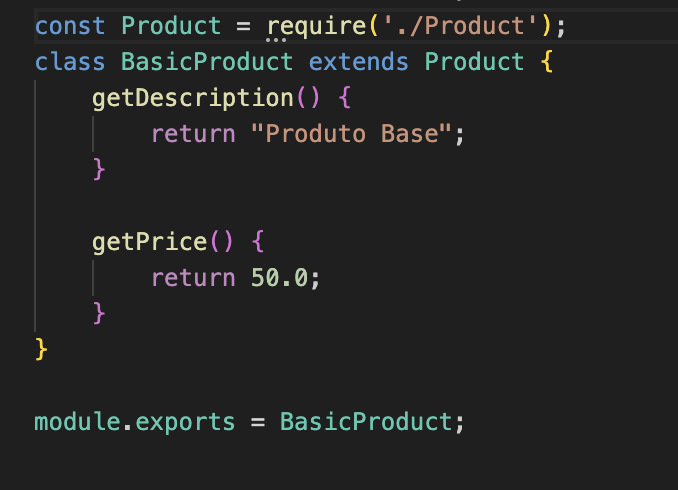 const Product = require('./Product');
class BasicProduct extends Product {
    getDescription() {
        return "Produto Base";
    }

    getPrice() {
        return 50.0;
    }
}

module.exports = BasicProduct;